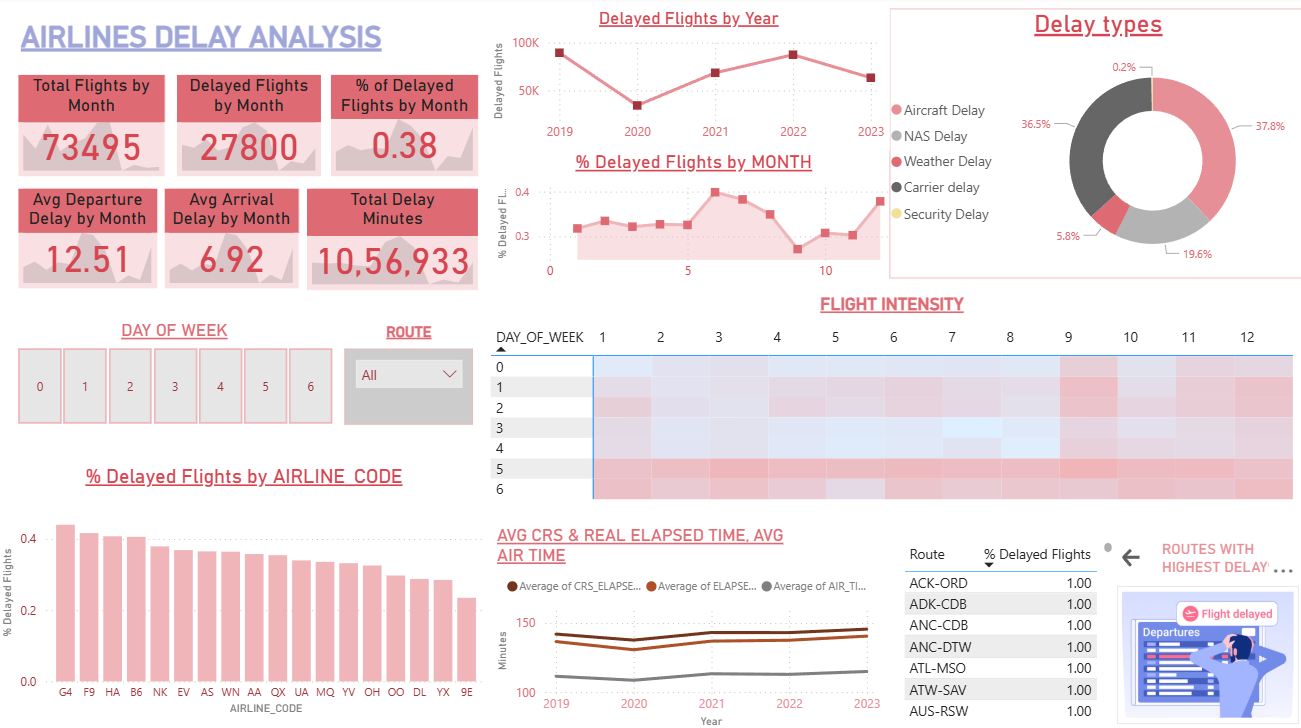 AIRLINES DELAY ANALYSIS
Total Flights by
Month
73495
Delayed Flights
by Month
27800
% of Delayed
Flights by Month
0.38
Avg Departure
Delay by Month
12.51
Avg Arrival
Delay by Month
6.92
Total Delay
Minutes
10,56,933
Delayed Flights by Year
Delayed Flights
100K
50K
2019 2020 2021 2022 2023
% Delayed Flights by MONTH
% Delayed FL..
0.4
0.3
0 5 10
Delay types
Aircraft Delay
NAS Delay
Weather Delay
Carrier delay
Security Delay
0.2%
36.5%
37.8%
5.8%
19.6%
DAY OF WEEK
0 1 2 3 4 5 6
ROUTE
All
FLIGHT INTENSITY
DAY_OF_WEEK 1 2 3 4 5 6 7 8 9 10 11 12
0
1
2
3
4
5
6
% Delayed Flights by AIRLINE_CODE
% Delayed Flights
0.4
0.2
0.0
G4 F9 HA B6 NK EV AS WN AA QX UA MQ YV OH OO DL YX 9E
AIRLINE_CODE
AVG CRS & REAL ELAPSED TIME, AVG
AIR TIME
Average of CRS_ELAPSE... Average of ELAPSE... Average of AIR_TI...
Minutes
150
100
2019 2020 2021 2022 2023
Year
Route % Delayed Flights
ACK-ORD 1.00
ADK-CDB 1.00
ANC-CDB 1.00
ANC-DTW 1.00
ATL-MSO 1.00
ATW-SAV 1.00
AUS-RSW 1.00
ROUTES WITH
HIGHEST DELAY
...
Flight delayed
Departures